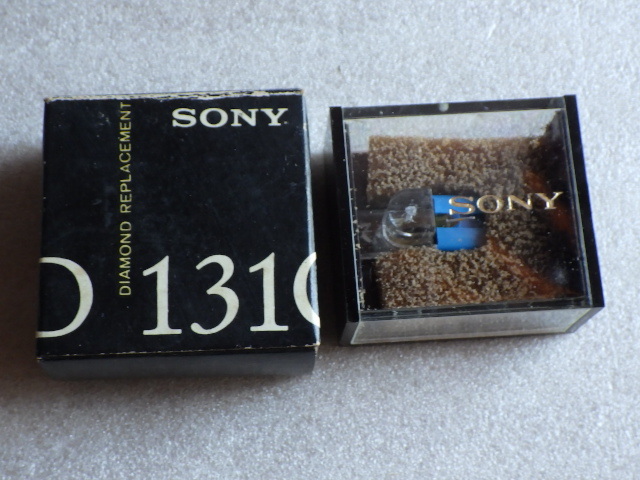 SONY
DIAMOND REPLACEMENT
D 131
SONY